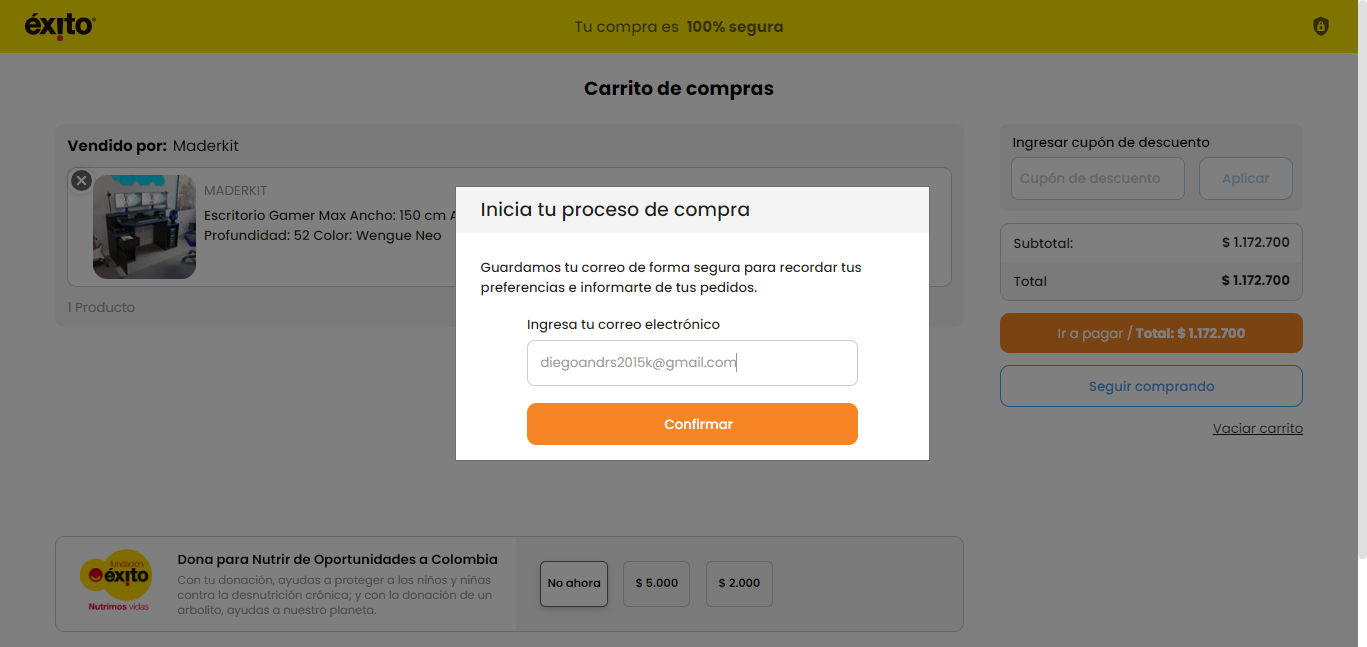 éxito
Tu compra es 100% segura
Carrito de compras
Vendido por: Maderkit
MADERKIT
Escritorio Gamer Max Ancho: 150 cm A
Profundidad: 52 Color: Wengue Neo
1 Producto
Ingresar cupón de descuento
Cupón de descuento
Aplicar
Subtotal: $ 1.172.700
Total $ 1.172.700
Ir a pagar / Total: $ 1.172.700
Seguir comprando
Vaciar carrito
Inicia tu proceso de compra
Guardamos tu correo de forma segura para recordar tus
preferencias e informarte de tus pedidos.
Ingresa tu correo electrónico
diegoandrs2015k@gmail.com
Confirmar
fundación
éxito
Nutrimos vidas
Dona para Nutrir de Oportunidades a Colombia
Con tu donación, ayudas a proteger a los niños y niñas
contra la desnutrición crónica; y con la donación de un
arbolito, ayudas a nuestro planeta.
No ahora
$ 5.000
$ 2.000